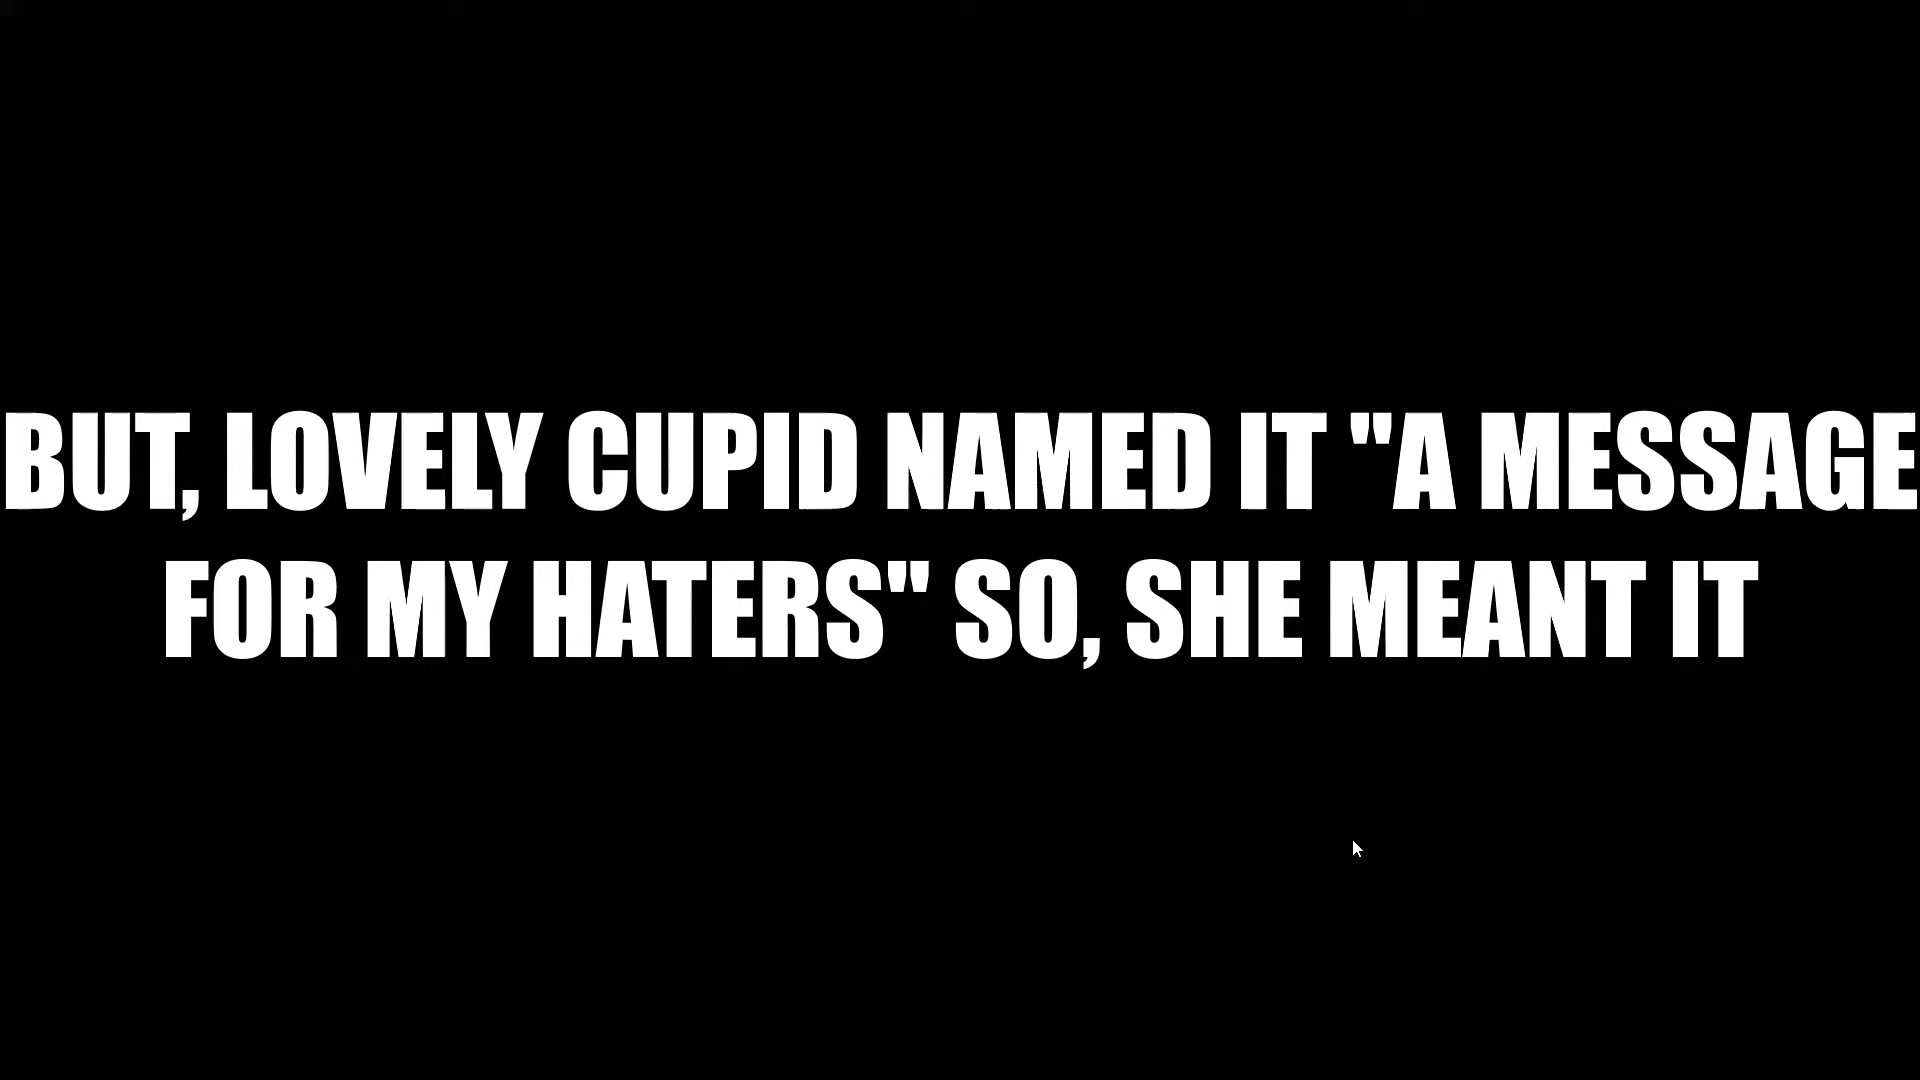 BUT, LOVELY CUPID NAMED IT "A MESSAGE
FOR MY HATERS" SO, SHE MEANT IT